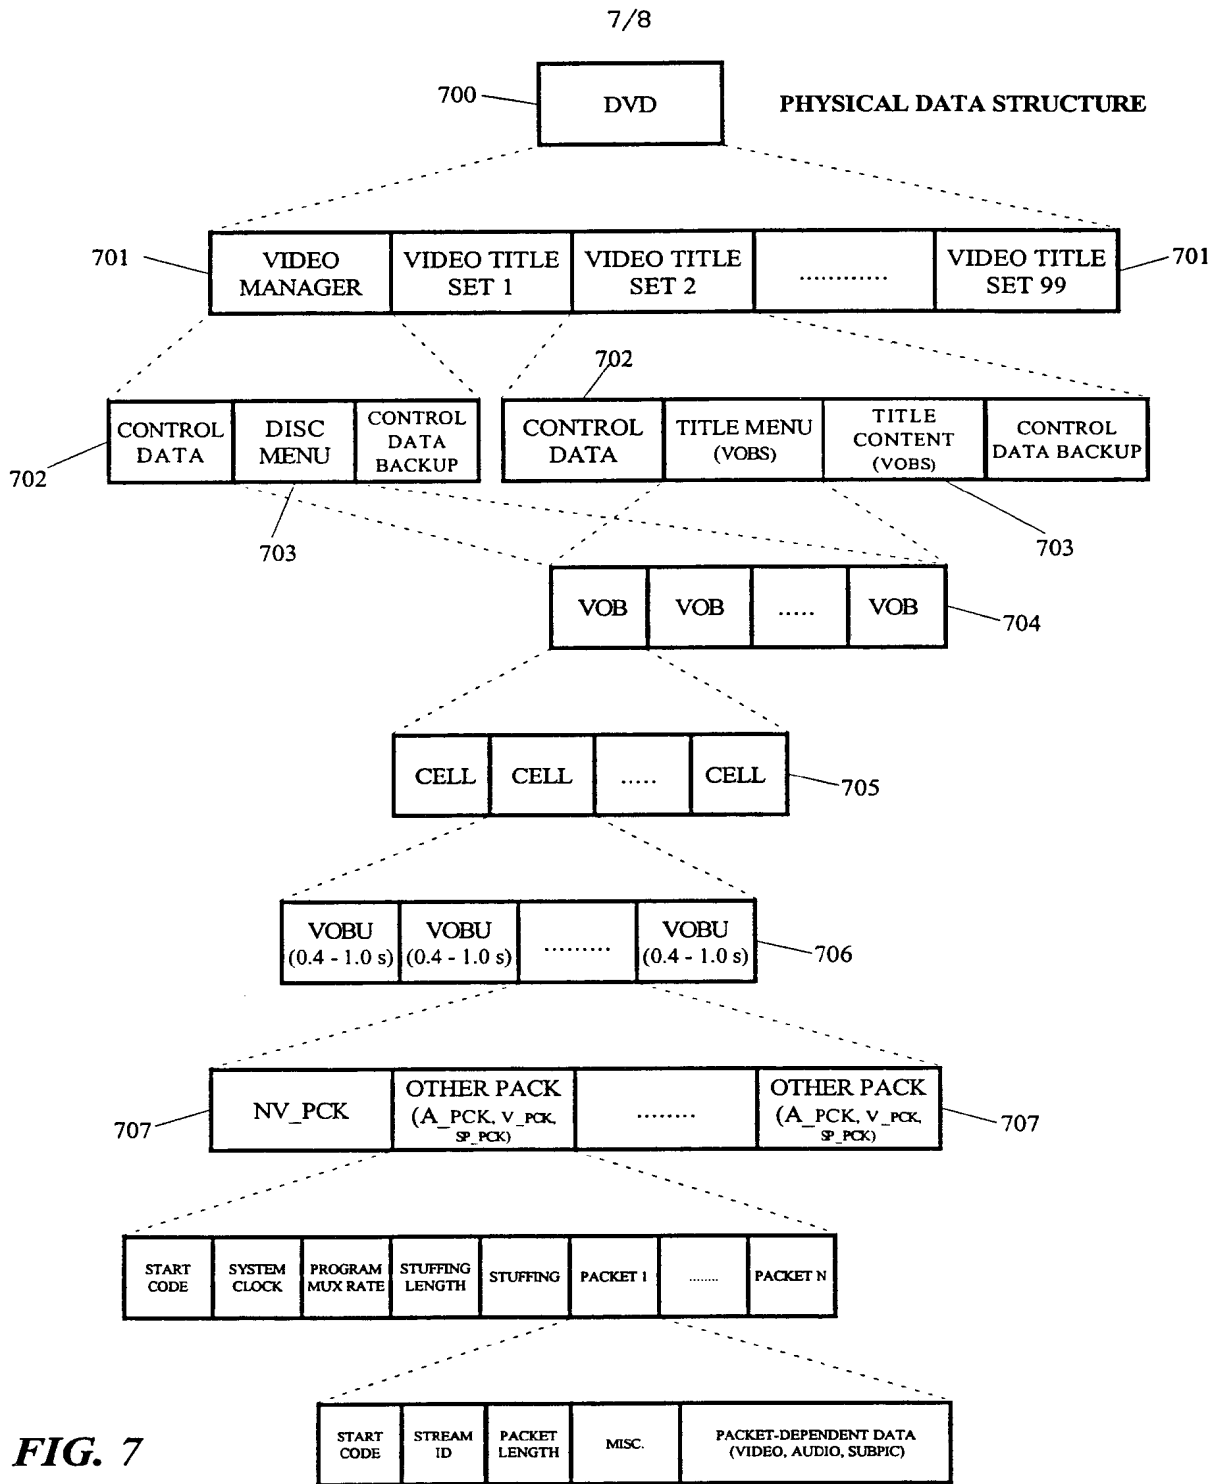 7/8
700
DVD
PHYSICAL DATA STRUCTURE
701
VIDEO
MANAGER
VIDEO TITLE
SET 1
VIDEO TITLE
SET 2
............
VIDEO TITLE
SET 99
701
702
CONTROL
DATA
DISC
MENU
CONTROL
DATA
BACKUP
702
CONTROL
DATA
TITLE MENU
(VOBS)
TITLE
CONTENT
(VOBS)
CONTROL
DATA BACKUP
703
703
VOB
VOB
.....
VOB
704
CELL
CELL
.....
CELL
705
VOBU
(0.4 - 1.0 s)
VOBU
(0.4 - 1.0 s)
.........
VOBU
(0.4 - 1.0 s)
706
707
NV_PCK
OTHER PACK
(A_PCK, V_PCK,
SP_PCK)
........
OTHER PACK
(A_PCK, V_PCK,
SP_PCK)
707
START
CODE
SYSTEM
CLOCK
PROGRAM
MUX RATE
STUFFING
LENGTH
STUFFING
PACKET 1
........
PACKET N
START
CODE
STREAM
ID
PACKET
LENGTH
MISC.
PACKET-DEPENDENT DATA
(VIDEO, AUDIO, SUBPIC)
FIG. 7